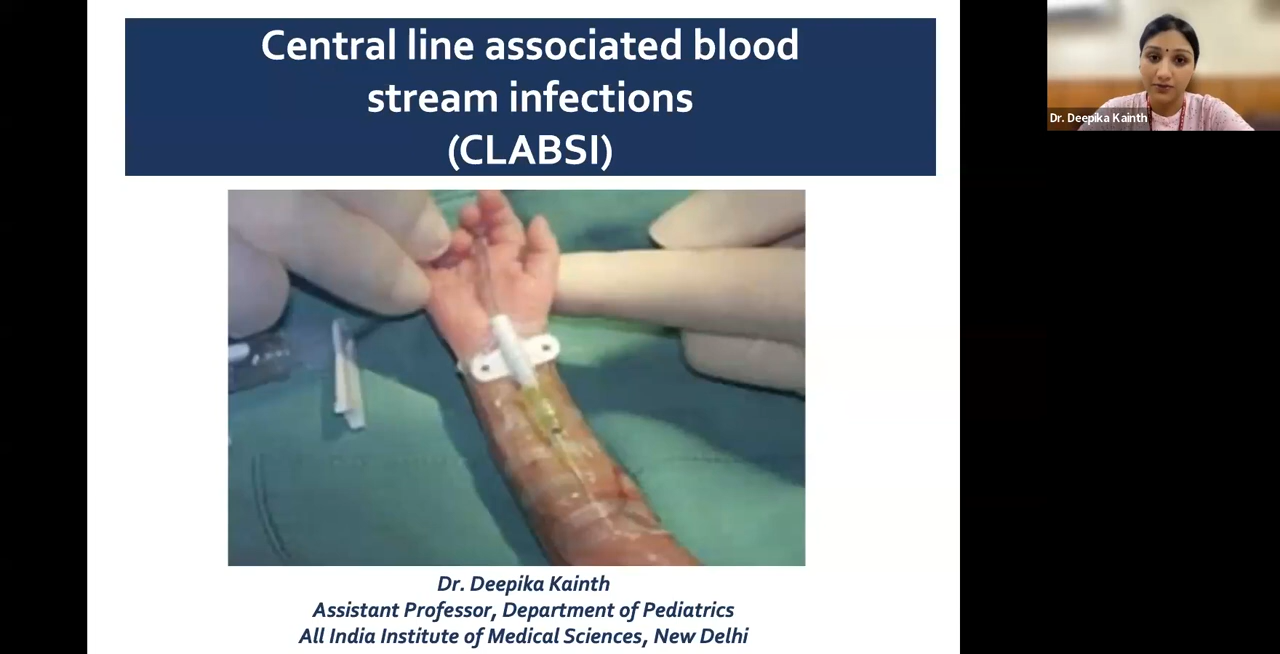 Central line associated blood
stream infections
(CLABSI)
Dr. Deepika Kainth
Dr. Deepika Kainth
Assistant Professor, Department of Pediatrics
All India Institute of Medical Sciences, New Delhi